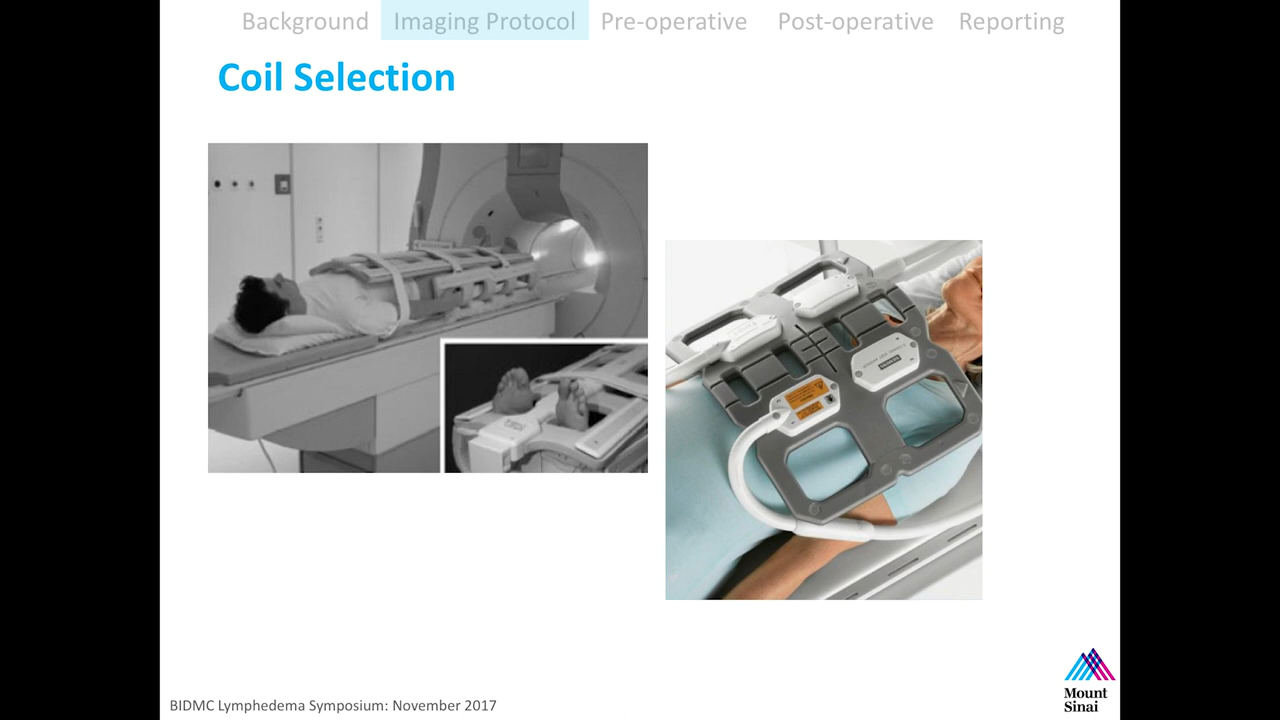 Background Imaging Protocol Pre-operative Post-operative Reporting
Coil Selection
BIDMC Lymphedema Symposium: November 2017
Mount
Sinai